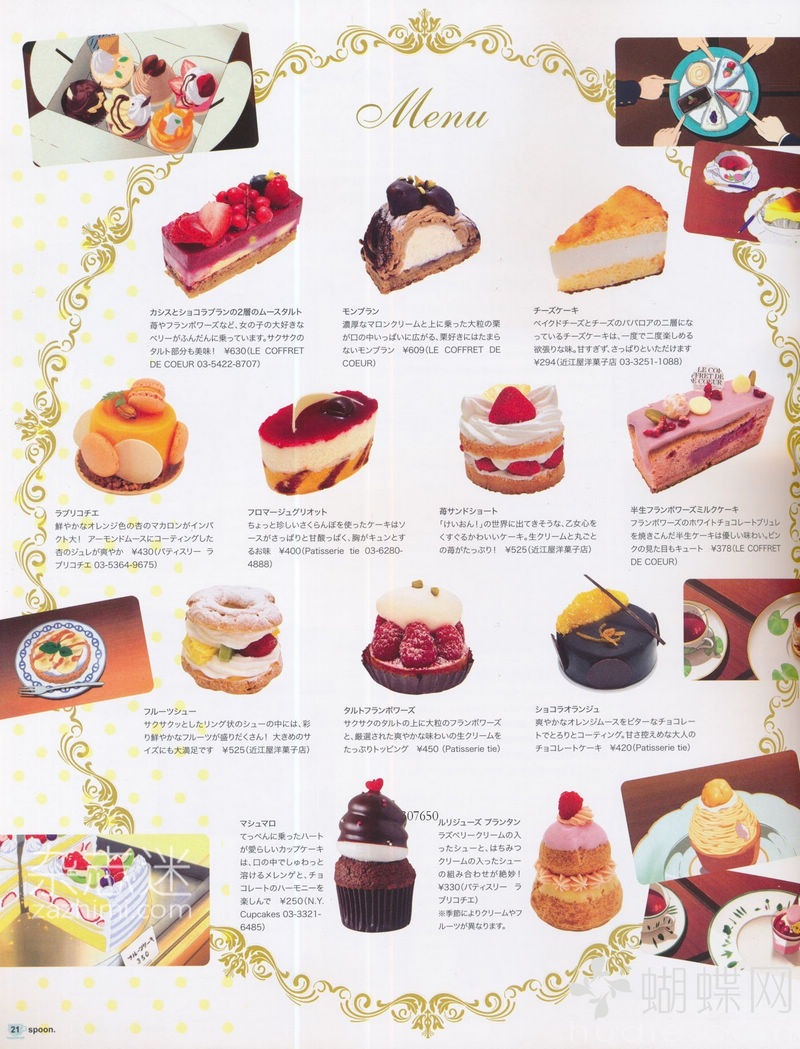 Menu
カシスとショコラブランの2層のムースタルト
苺やフランボワーズなど、女の子の大好きな
ベリーがふんだんに乗っています。サクサクの
タルト部分も美味! ¥630(LE COFFRET
DE COEUR 03-5422-8707)
モンブラン
濃厚なマロンクリームと上に乗った大粒の栗
が口の中いっぱいに広がる、栗好きにはたまら
ないモンブラン ¥609(LE COFFRET DE
COEUR)
チーズケーキ
ベイクドチーズとチーズのババロアの二層にな
っているチーズケーキは、一度で二度楽しめる
欲張りな味。甘すぎず、さっぱりといただけます
¥294(近江屋洋菓子店 03-3251-1088)
ラブリコチエ
鮮やかなオレンジ色の杏のマカロンがインパ
クト大! アーモンドムースにコーティングした
杏のジュレが爽やか ¥430(パティスリー ラ
ブリコチエ 03-5364-9675)
フロマージュグリオット
ちょっと珍しいさくらんぼを使ったケーキはソ
ースがさっぱりと甘酸っぱく、胸がキュンとす
るお味 ¥400(Patisserie tie 03-6280-
4888)
苺サンドショート
「けいおん!」の世界に出てきそうな、乙女心を
くすぐるかわいいケーキ。生クリームと丸ごと
の苺がたっぷり! ¥525(近江屋洋菓子店)
LE CO
FFRET DE
COEUR
半生フランボワーズミルクケーキ
フランボワーズのホワイトチョコレートブリュレ
を焼きこんだ半生ケーキは優しい味わい。ピン
クの見た目もキュート ¥378(LE COFFRET
DE COEUR)
フルーツシュー
サクサクッとしたリング状のシューの中には、彩
り鮮やかなフルーツが盛りだくさん! 大きめのサ
イズにも大満足です ¥525(近江屋洋菓子店)
タルトフランボワーズ
サクサクのタルトの上に大粒のフランボワーズ
と、厳選された爽やかな味わいの生クリームを
たっぷりトッピング ¥450 (Patisserie tie)
ショコラオランジュ
爽やかなオレンジムースをビターなチョコレー
トでとろりとコーティング。甘さ控えめな大人の
チョコレートケーキ ¥420(Patisserie tie)
マシュマロ
てっぺんに乗ったハート
が愛らしいカップケーキ
は、口の中でしゅわっと
溶けるメレンゲと、チョ
コレートのハーモニーを
楽しんで ¥250(N.Y.
Cupcakes 03-3321-
6485)
07650
ルリジューズ プランタン
ラズベリークリームの入
ったシューと、はちみつ
クリームの入ったシュー
の組み合わせが絶妙!
¥330(パティスリー ラ
ブリコチエ)
※季節によりクリームやフ
ルーツが異なります。
杂志迷
zazhimi.com
フルーツケーキ
350
蝴蝶网
21 spoon.